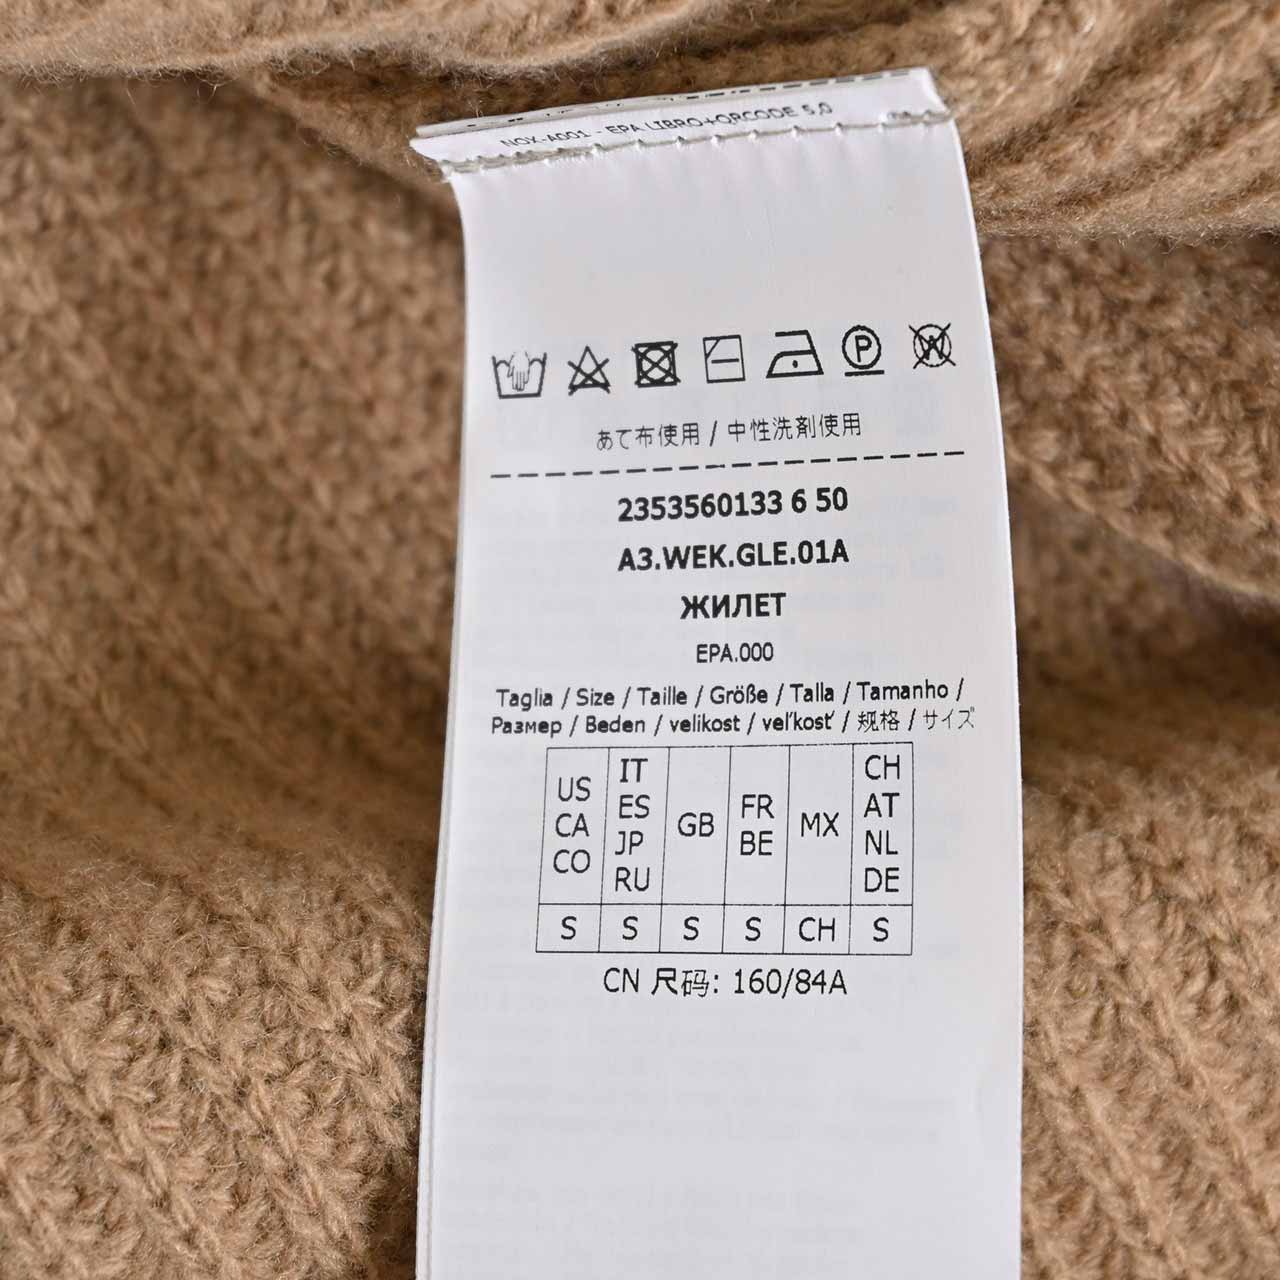 NOX-A001 - EPA LIBRO+QRCODE 5,0
P
W
あて布使用 / 中性洗剤使用
2353560133 6 50
A3.WEK.GLE.01A
ЖИЛЕТ
EPA.000
Taglia / Size / Taille / Größe / Talla / Tamanho /
Размер / Beden / velikost / veľkosť / 规格 / サイズ
US CA CO
IT ES JP RU
GB
FR BE
MX
CH AT NL DE
S S S S CH S
CN 尺码: 160/84A